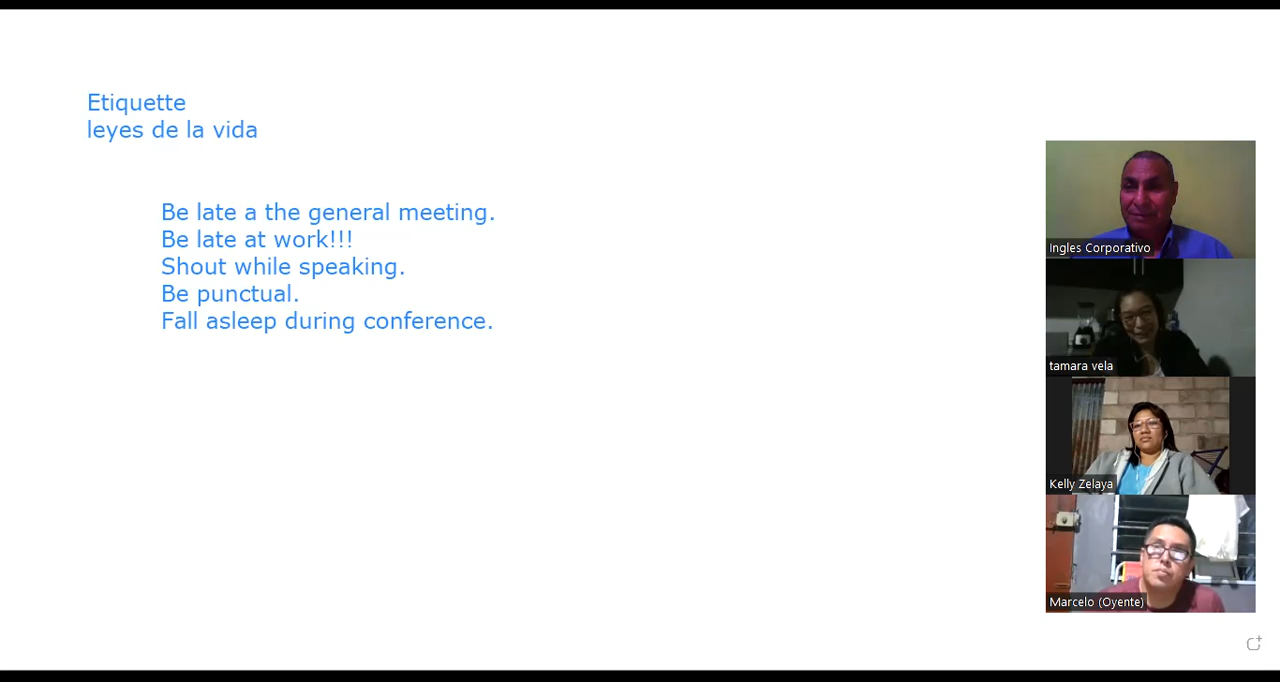 Etiquette
leyes de la vida
Be late a the general meeting.
Be late at work!!!
Shout while speaking.
Be punctual.
Fall asleep during conference.
Ingles Corporativo
tamara vela
Kelly Zelaya
Marcelo (Oyente)